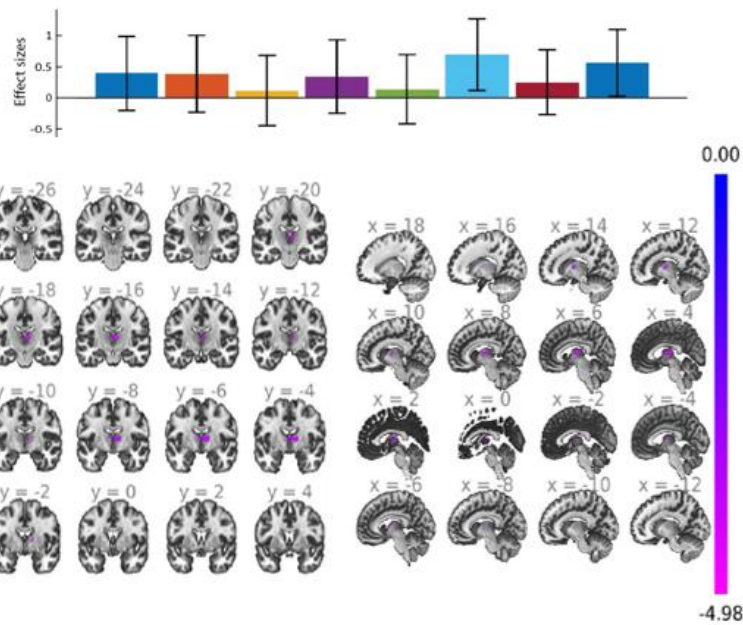 Effect sizes
1
0.5
0
-0.5
0.00
y = -26 y = -24 y = -22 y = -20
y = -18 y = -16 y = -14 y = -12
y = -10 y = -8 y = -6 y = -4
y = -2 y = 0 y = 2 y = 4
x = 18 x = 16 x = 14 x = 12
x = 10 x = 8 x = 6 x = 4
x = 2 x = 0 x = -2 x = -4
x = -6 x = -8 x = -10 x = -12
-4.98